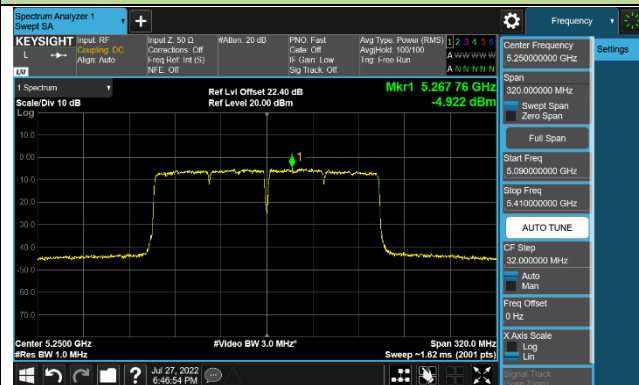 Spectrum Analyzer 1
Swept SA
Frequency
KEYSIGHT
Input: RF
Coupling: DC
Align: Auto
Input Z: 50 Ω
Corrections: Off
Freq Ref: Int (S)
NFE: Off
#Atten: 20 dB
PNO: Fast
Gate: Off
IF Gain: Low
Sig Track: Off
Avg Type: Power (RMS)
Avg|Hold: 100/100
Trig: Free Run
1 2 3 4 5 6
A W W W W W
A N N N N N
L
LXI
1 Spectrum
Scale/Div 10 dB
Log
Ref Lvl Offset 22.40 dB
Ref Level 20.00 dBm
Mkr1 5.267 76 GHz
-4.922 dBm
1
10.0
0.00
-10.0
-20.0
-30.0
-40.0
-50.0
-60.0
-70.0
Center 5.2500 GHz
#Res BW 1.0 MHz
#Video BW 3.0 MHz*
Span 320.0 MHz
Sweep ~1.62 ms (2001 pts)
Center Frequency
5.25000000 GHz
Settings
Span
320.000000 MHz
Swept Span
Zero Span
Full Span
Start Freq
5.090000000 GHz
Stop Freq
5.410000000 GHz
AUTO TUNE
CF Step
32.000000 MHz
Auto
Man
Freq Offset
0 Hz
X Axis Scale
Log
Lin
Signal Track
(Span Zoom)
Jul 27, 2022
6:46:54 PM